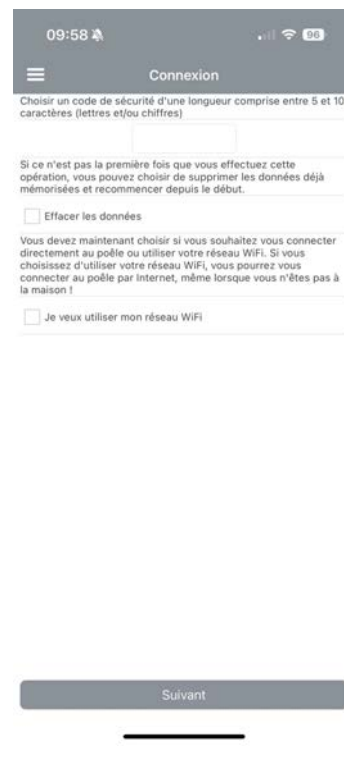 09:58
96
Connexion
Choisir un code de sécurité d'une longueur comprise entre 5 et 10
caractères (lettres et/ou chiffres)
Si ce n'est pas la première fois que vous effectuez cette
opération, vous pouvez choisir de supprimer les données déjà
mémorisées et recommencer depuis le début.
Effacer les données
Vous devez maintenant choisir si vous souhaitez vous connecter
directement au poêle ou utiliser votre réseau WiFi. Si vous
choisissez d'utiliser votre réseau WiFi, vous pourrez vous
connecter au poêle par Internet, même lorsque vous n'êtes pas à
la maison !
Je veux utiliser mon réseau WiFi
Suivant